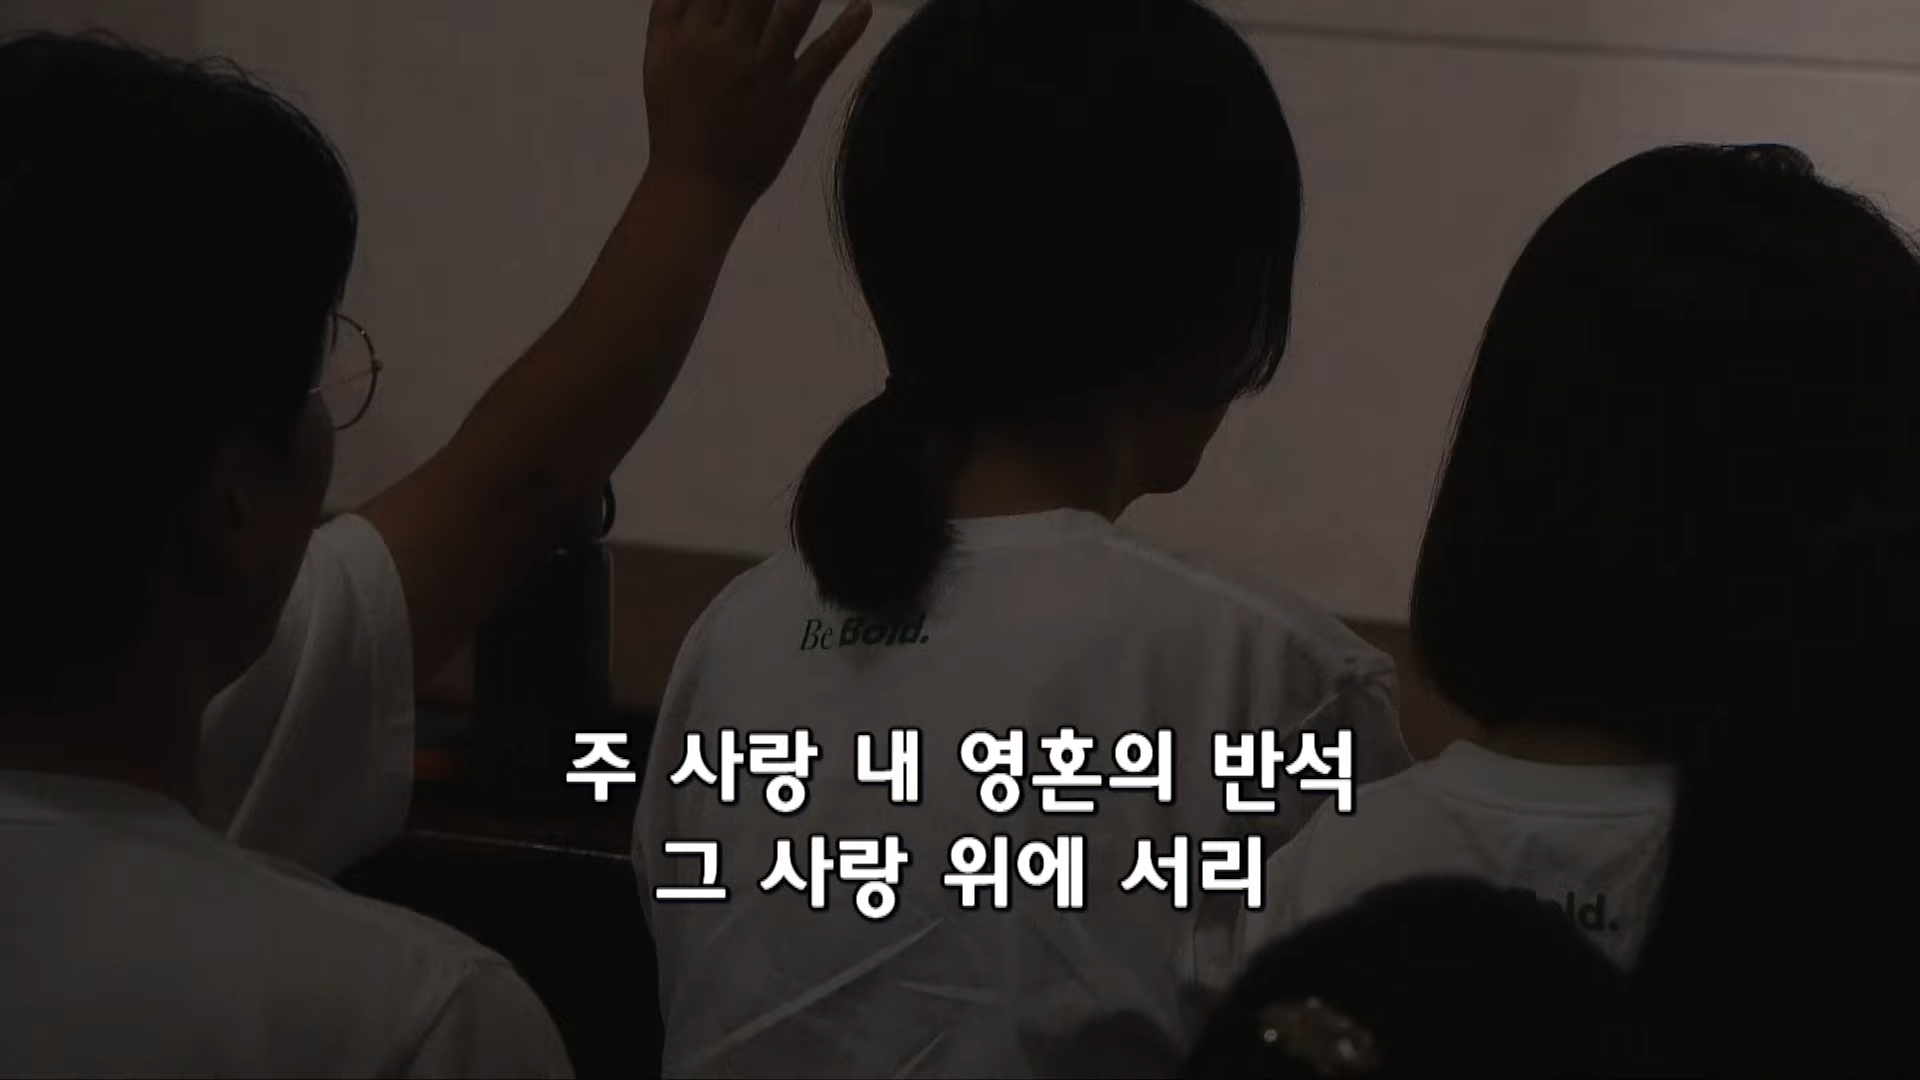 Be Bold.
주 사랑 내 영혼의 반석
그 사랑 위에 서리